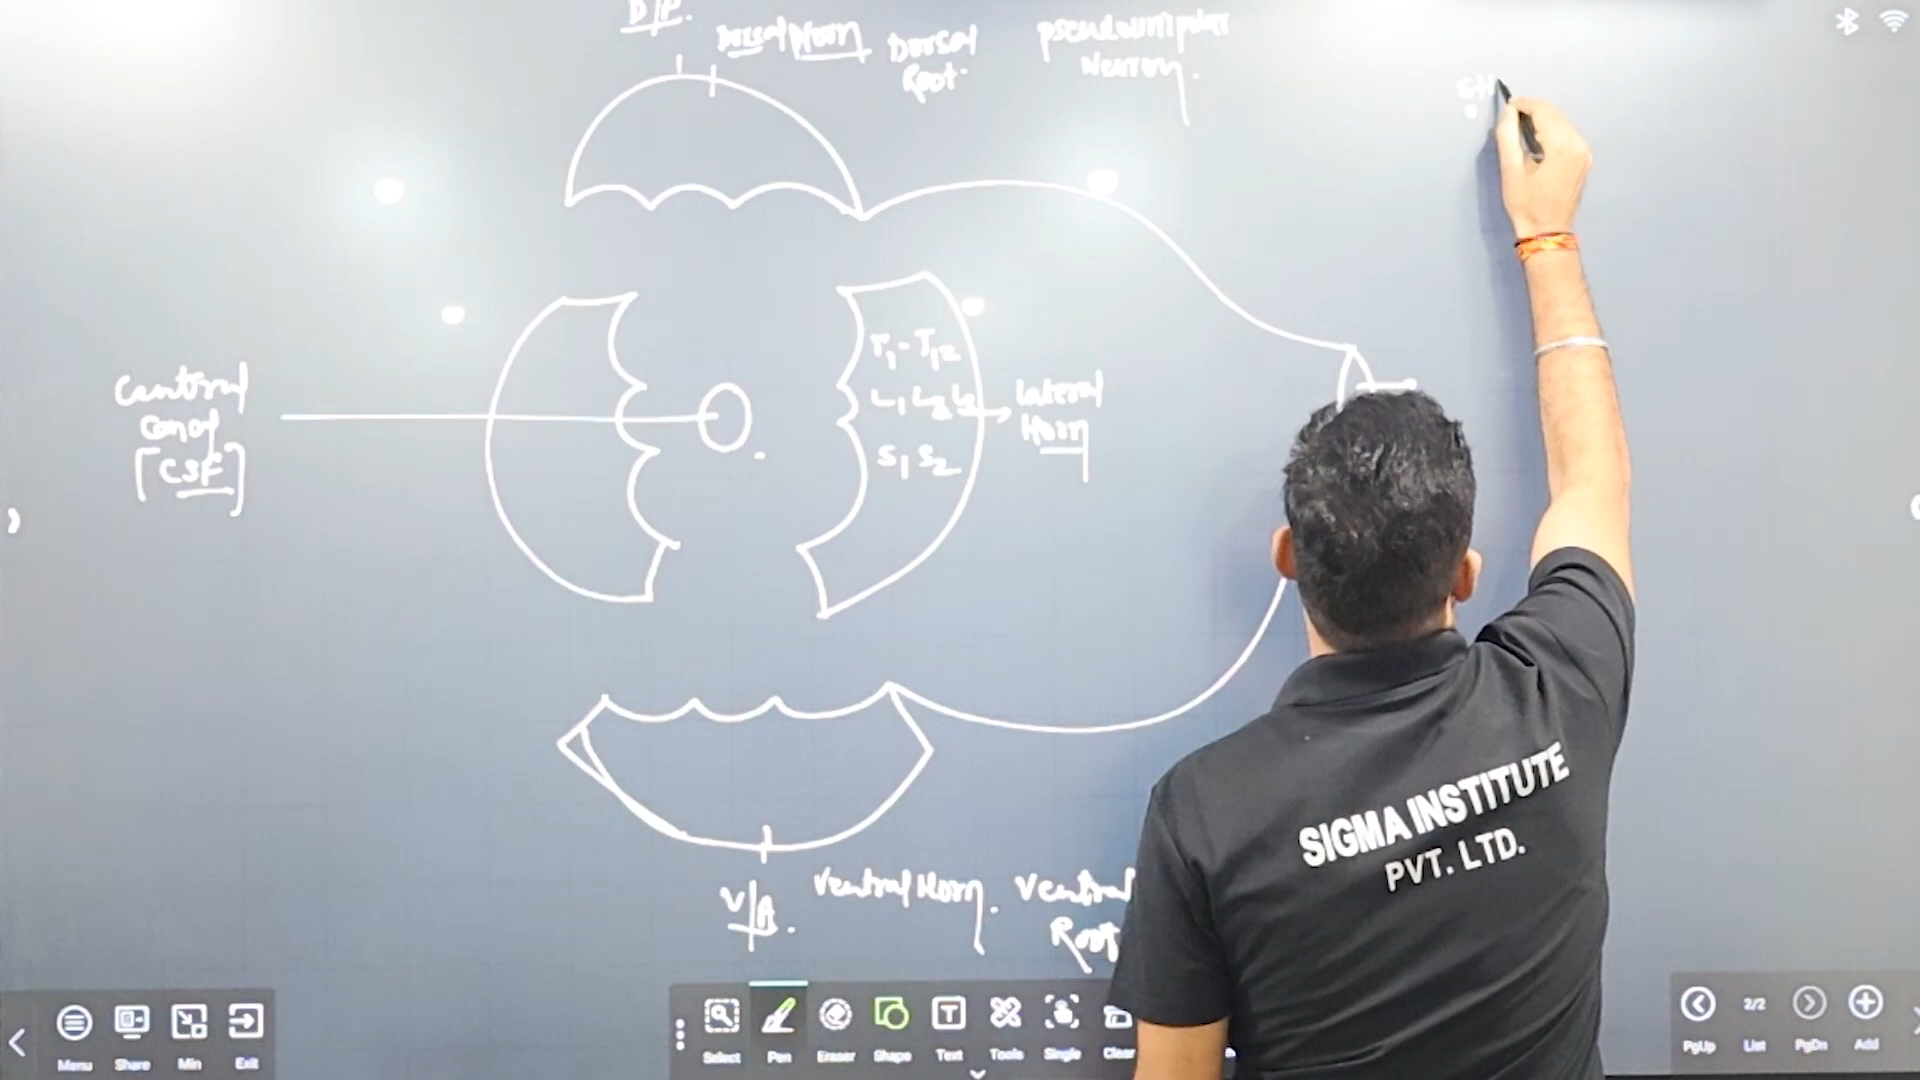 D/P.
Dorsal Horn
Dorsal
Root.
Pseudounipolar
Neuron.
T1-T12
L1 L2 L3
S1 S2
Lateral
Horn
Central
Canal
[CSF]
V/A.
Ventral Horn.
Ventral
Root
SIGMA INSTITUTE
PVT. LTD.
Menu
Share
Min
Exit
Select
Pen
Eraser
Shape
Text
Tools
Single
Clear
PgUp
2/2
List
PgDn
Add